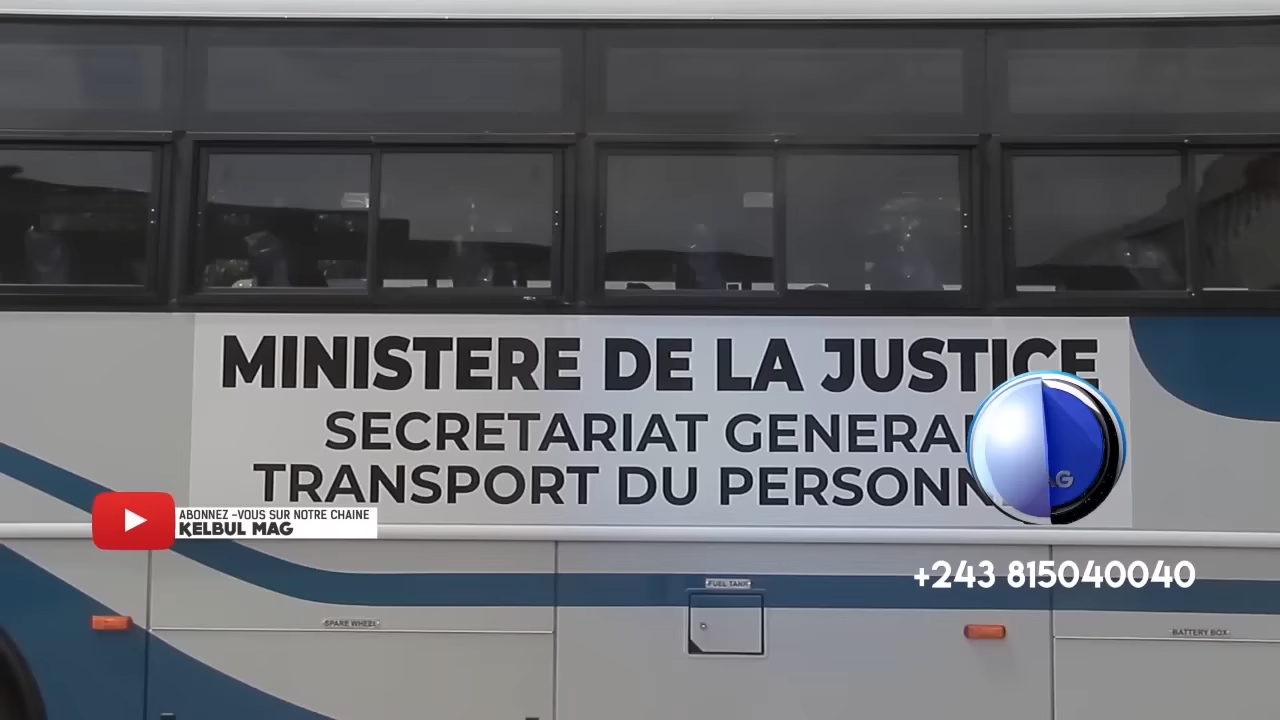 MINISTERE DE LA JUSTICE
SECRETARIAT GENERAL
TRANSPORT DU PERSONN
ABONNEZ -VOUS SUR NOTRE CHAINE
KELBUL MAG
+243 815040040
FUEL TANK
SPARE WHEEL
BATTERY BOX